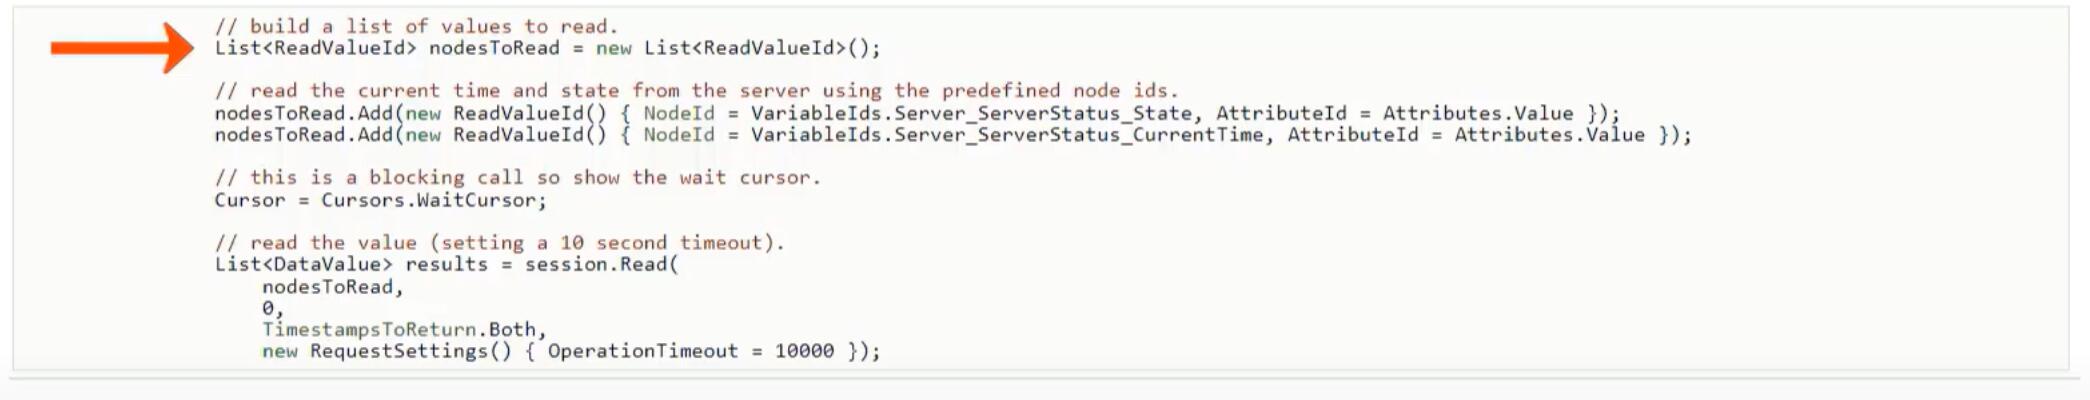 // build a list of values to read.
List<ReadValueId> nodesToRead = new List<ReadValueId>();
// read the current time and state from the server using the predefined node ids.
nodesToRead.Add(new ReadValueId() { NodeId = VariableIds.Server_ServerStatus_State, AttributeId = Attributes.Value });
nodesToRead.Add(new ReadValueId() { NodeId = VariableIds.Server_ServerStatus_CurrentTime, AttributeId = Attributes.Value });
// this is a blocking call so show the wait cursor.
Cursor = Cursors.WaitCursor;
// read the value (setting a 10 second timeout).
List<DataValue> results = session.Read(
nodesToRead,
0,
TimestampsToReturn.Both,
new RequestSettings() { OperationTimeout = 10000 });